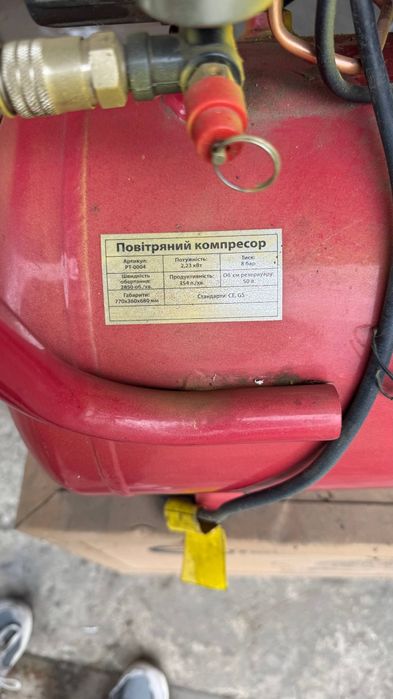 Повітряний компресор
Артикул: Потужність: Тиск:
PT-0004 2,23 кВт 8 бар
Швидкість обертання: Продуктивність: Об`єм резервуару:
2850 об./хв. 354 л./хв. 50 л.
Габарити: Стандарти: CE, GS
770х360х680 мм